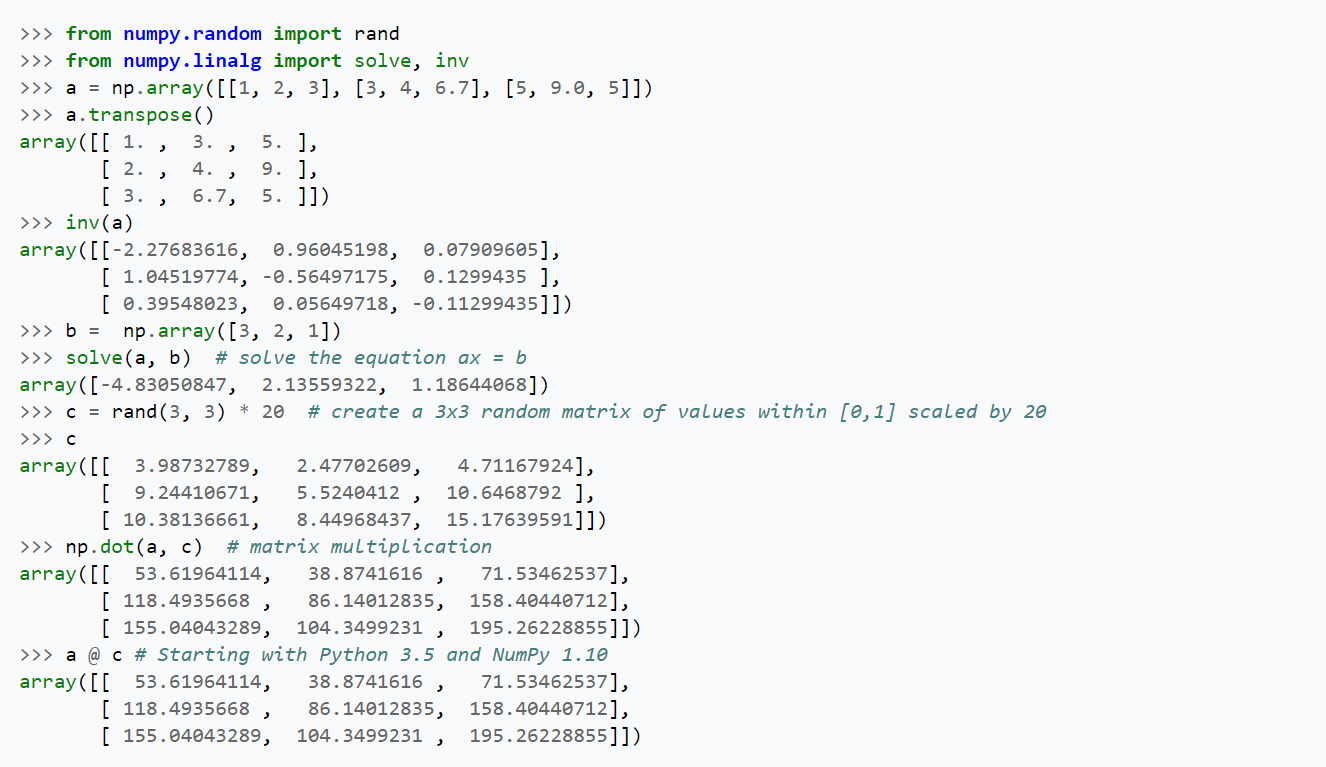 >>> from numpy.random import rand
>>> from numpy.linalg import solve, inv
>>> a = np.array([[1, 2, 3], [3, 4, 6.7], [5, 9.0, 5]])
>>> a.transpose()
array([[ 1. ,  3. ,  5. ],
       [ 2. ,  4. ,  9. ],
       [ 3. ,  6.7,  5. ]])
>>> inv(a)
array([[-2.27683616,  0.96045198,  0.07909605],
       [ 1.04519774, -0.56497175,  0.1299435 ],
       [ 0.39548023,  0.05649718, -0.11299435]])
>>> b =  np.array([3, 2, 1])
>>> solve(a, b)  # solve the equation ax = b
array([-4.83050847,  2.13559322,  1.18644068])
>>> c = rand(3, 3) * 20  # create a 3x3 random matrix of values within [0,1] scaled by 20
>>> c
array([[  3.98732789,   2.47702609,   4.71167924],
       [  9.24410671,   5.5240412 ,  10.6468792 ],
       [ 10.38136661,   8.44968437,  15.17639591]])
>>> np.dot(a, c)  # matrix multiplication
array([[  53.61964114,   38.8741616 ,   71.53462537],
       [ 118.4935668 ,   86.14012835,  158.40440712],
       [ 155.04043289,  104.3499231 ,  195.26228855]])
>>> a @ c # Starting with Python 3.5 and NumPy 1.10
array([[  53.61964114,   38.8741616 ,   71.53462537],
       [ 118.4935668 ,   86.14012835,  158.40440712],
       [ 155.04043289,  104.3499231 ,  195.26228855]])